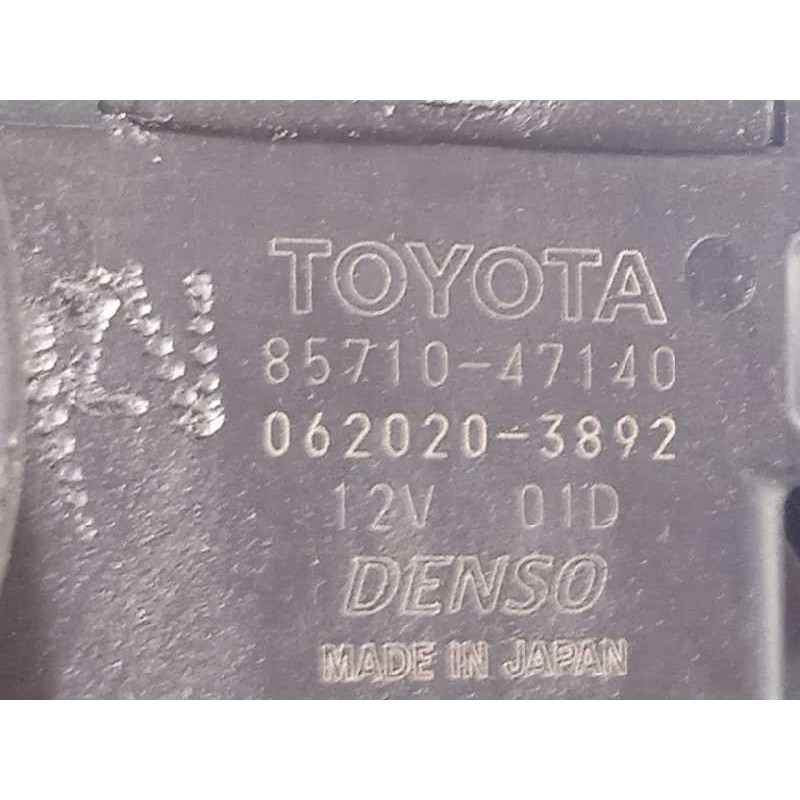 TOYOTA
85710-47140
062020-3892
12V 01D
DENSO
MADE IN JAPAN